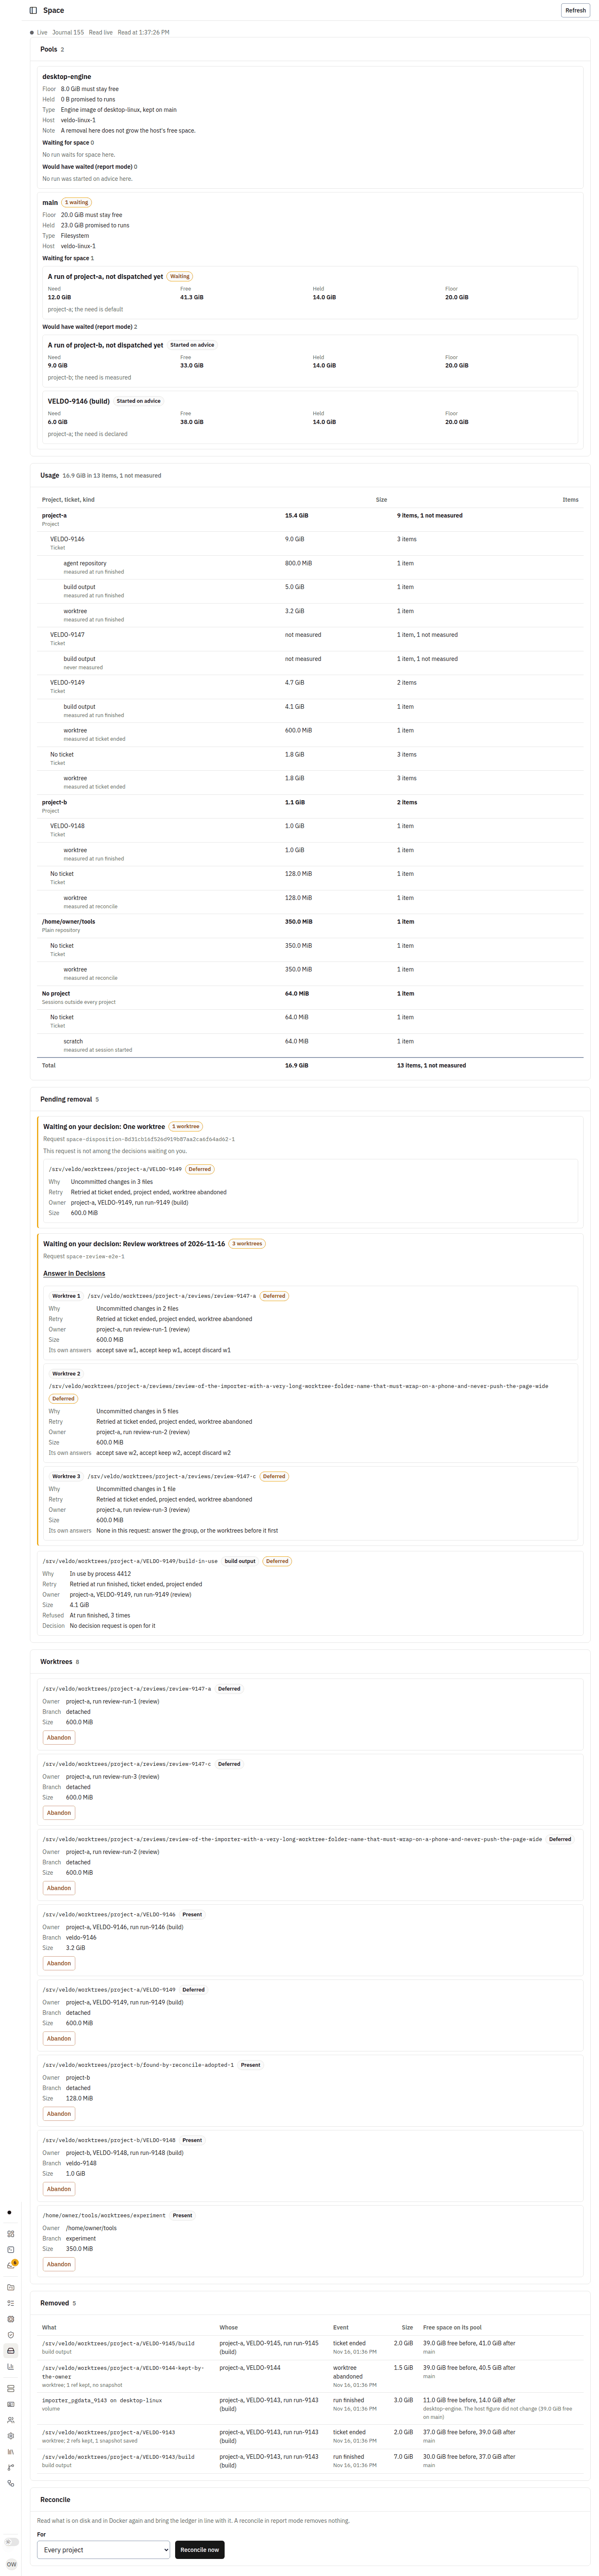 Space
Refresh
Live Journal 155 Read live Read at 1:37:26 PM
Pools 2
desktop-engine
Floor 8.0 GiB must stay free
Held 0 B promised to runs
Type Engine image of desktop-linux, kept on main
Host veldo-linux-1
Note A removal here does not grow the host's free space.
Waiting for space 0
No run waits for space here.
Would have waited (report mode) 0
No run was started on advice here.
main 1 waiting
Floor 20.0 GiB must stay free
Held 23.0 GiB promised to runs
Type Filesystem
Host veldo-linux-1
Waiting for space 1
A run of project-a, not dispatched yet Waiting
Need Free Held Floor
12.0 GiB 41.3 GiB 14.0 GiB 20.0 GiB
project-a; the need is default
Would have waited (report mode) 2
A run of project-b, not dispatched yet Started on advice
Need Free Held Floor
9.0 GiB 33.0 GiB 14.0 GiB 20.0 GiB
project-b; the need is measured
VELDO-9146 (build) Started on advice
Need Free Held Floor
6.0 GiB 38.0 GiB 14.0 GiB 20.0 GiB
project-a; the need is declared
Usage 16.9 GiB in 13 items, 1 not measured
Project, ticket, kind Size Items
project-a 15.4 GiB 9 items, 1 not measured
Project
VELDO-9146 9.0 GiB 3 items
Ticket
agent repository 800.0 MiB 1 item
measured at run finished
build output 5.0 GiB 1 item
measured at run finished
worktree 3.2 GiB 1 item
measured at run finished
VELDO-9147 not measured 1 item, 1 not measured
Ticket
build output not measured 1 item, 1 not measured
never measured
VELDO-9149 4.7 GiB 2 items
Ticket
build output 4.1 GiB 1 item
measured at run finished
worktree 600.0 MiB 1 item
measured at ticket ended
No ticket 1.8 GiB 3 items
Ticket
worktree 1.8 GiB 3 items
measured at ticket ended
project-b 1.1 GiB 2 items
Project
VELDO-9148 1.0 GiB 1 item
Ticket
worktree 1.0 GiB 1 item
measured at run finished
No ticket 128.0 MiB 1 item
Ticket
worktree 128.0 MiB 1 item
measured at reconcile
/home/owner/tools 350.0 MiB 1 item
Plain repository
No ticket 350.0 MiB 1 item
Ticket
worktree 350.0 MiB 1 item
measured at reconcile
No project 64.0 MiB 1 item
Sessions outside every project
No ticket 64.0 MiB 1 item
Ticket
scratch 64.0 MiB 1 item
measured at session started
Total 16.9 GiB 13 items, 1 not measured
Pending removal 5
Waiting on your decision: One worktree 1 worktree
Request
This request is not among the decisions waiting on you.
/srv/veldo/worktrees/project-a/VELDO-9149 Deferred
Why Uncommitted changes in 3 files
Retry Retried at ticket ended, project ended, worktree abandoned
Owner project-a, VELDO-9149, run run-9149 (build)
Size 600.0 MiB
Waiting on your decision: Review worktrees of 2026-11-16 3 worktrees
Request space-review-e2e-1
Answer in Decisions
Worktree 1 /srv/veldo/worktrees/project-a/reviews/review-9147-a Deferred
Why Uncommitted changes in 2 files
Retry Retried at ticket ended, project ended, worktree abandoned
Owner project-a, run review-run-1 (review)
Size 600.0 MiB
Its own answers accept save w1, accept keep w1, accept discard w1
Worktree 2
/srv/veldo/worktrees/project-a/reviews/review-of-the-importer-with-a-very-long-worktree-folder-name-that-must-wrap-on-a-phone-and-never-push-the-page-wide
Deferred
Why Uncommitted changes in 5 files
Retry Retried at ticket ended, project ended, worktree abandoned
Owner project-a, run review-run-2 (review)
Size 600.0 MiB
Its own answers accept save w2, accept keep w2, accept discard w2
Worktree 3 /srv/veldo/worktrees/project-a/reviews/review-9147-c Deferred
Why Uncommitted changes in 1 file
Retry Retried at ticket ended, project ended, worktree abandoned
Owner project-a, run review-run-3 (review)
Size 600.0 MiB
Its own answers None in this request: answer the group, or the worktrees before it first
/srv/veldo/worktrees/project-a/VELDO-9149/build-in-use build output Deferred
Why In use by process 4412
Retry Retried at run finished, ticket ended, project ended
Owner project-a, VELDO-9149, run run-9149 (review)
Size 4.1 GiB
Refused At run finished, 3 times
Decision No decision request is open for it
Worktrees 8
/srv/veldo/worktrees/project-a/reviews/review-9147-a Deferred
Owner project-a, run review-run-1 (review)
Branch detached
Size 600.0 MiB
Abandon
/srv/veldo/worktrees/project-a/reviews/review-9147-c Deferred
Owner project-a, run review-run-3 (review)
Branch detached
Size 600.0 MiB
Abandon
/srv/veldo/worktrees/project-a/reviews/review-of-the-importer-with-a-very-long-worktree-folder-name-that-must-wrap-on-a-phone-and-never-push-the-page-wide Deferred
Owner project-a, run review-run-2 (review)
Branch detached
Size 600.0 MiB
Abandon
/srv/veldo/worktrees/project-a/VELDO-9146 Present
Owner project-a, VELDO-9146, run run-9146 (build)
Branch veldo-9146
Size 3.2 GiB
Abandon
/srv/veldo/worktrees/project-a/VELDO-9149 Deferred
Owner project-a, VELDO-9149, run run-9149 (build)
Branch detached
Size 600.0 MiB
Abandon
/srv/veldo/worktrees/project-b/found-by-reconcile-adopted-1 Present
Owner project-b
Branch detached
Size 128.0 MiB
Abandon
/srv/veldo/worktrees/project-b/VELDO-9148 Present
Owner project-b, VELDO-9148, run run-9148 (build)
Branch veldo-9148
Size 1.0 GiB
Abandon
/home/owner/tools/worktrees/experiment Present
Owner /home/owner/tools
Branch experiment
Size 350.0 MiB
Abandon
Removed 5
What Whose Event Size Free space on its pool
/srv/veldo/worktrees/project-a/VELDO-9145/build project-a, VELDO-9145, run run-9145 (build) ticket ended 2.0 GiB 39.0 GiB free before, 41.0 GiB after
build output Nov 16, 01:36 PM main
/srv/veldo/worktrees/project-a/VELDO-9144-kept-by-the-owner project-a, VELDO-9144 worktree abandoned 1.5 GiB 39.0 GiB free before, 40.5 GiB after
worktree; 1 ref kept, no snapshot Nov 16, 01:36 PM main
importer_pgdata_9143 on desktop-linux project-a, VELDO-9143, run run-9143 (build) run finished 3.0 GiB 11.0 GiB free before, 14.0 GiB after
volume Nov 16, 01:36 PM desktop-engine. The host figure did not change (39.0 GiB free on main)
/srv/veldo/worktrees/project-a/VELDO-9143 project-a, VELDO-9143, run run-9143 (build) ticket ended 2.0 GiB 37.0 GiB free before, 39.0 GiB after
worktree; 2 refs kept, 1 snapshot saved Nov 16, 01:36 PM main
/srv/veldo/worktrees/project-a/VELDO-9143/build project-a, VELDO-9143, run run-9143 (build) run finished 7.0 GiB 30.0 GiB free before, 37.0 GiB after
build output Nov 16, 01:36 PM main
Reconcile
Read what is on disk and in Docker again and bring the ledger in line with it. A reconcile in report mode removes nothing.
For
Every project Reconcile now
OW